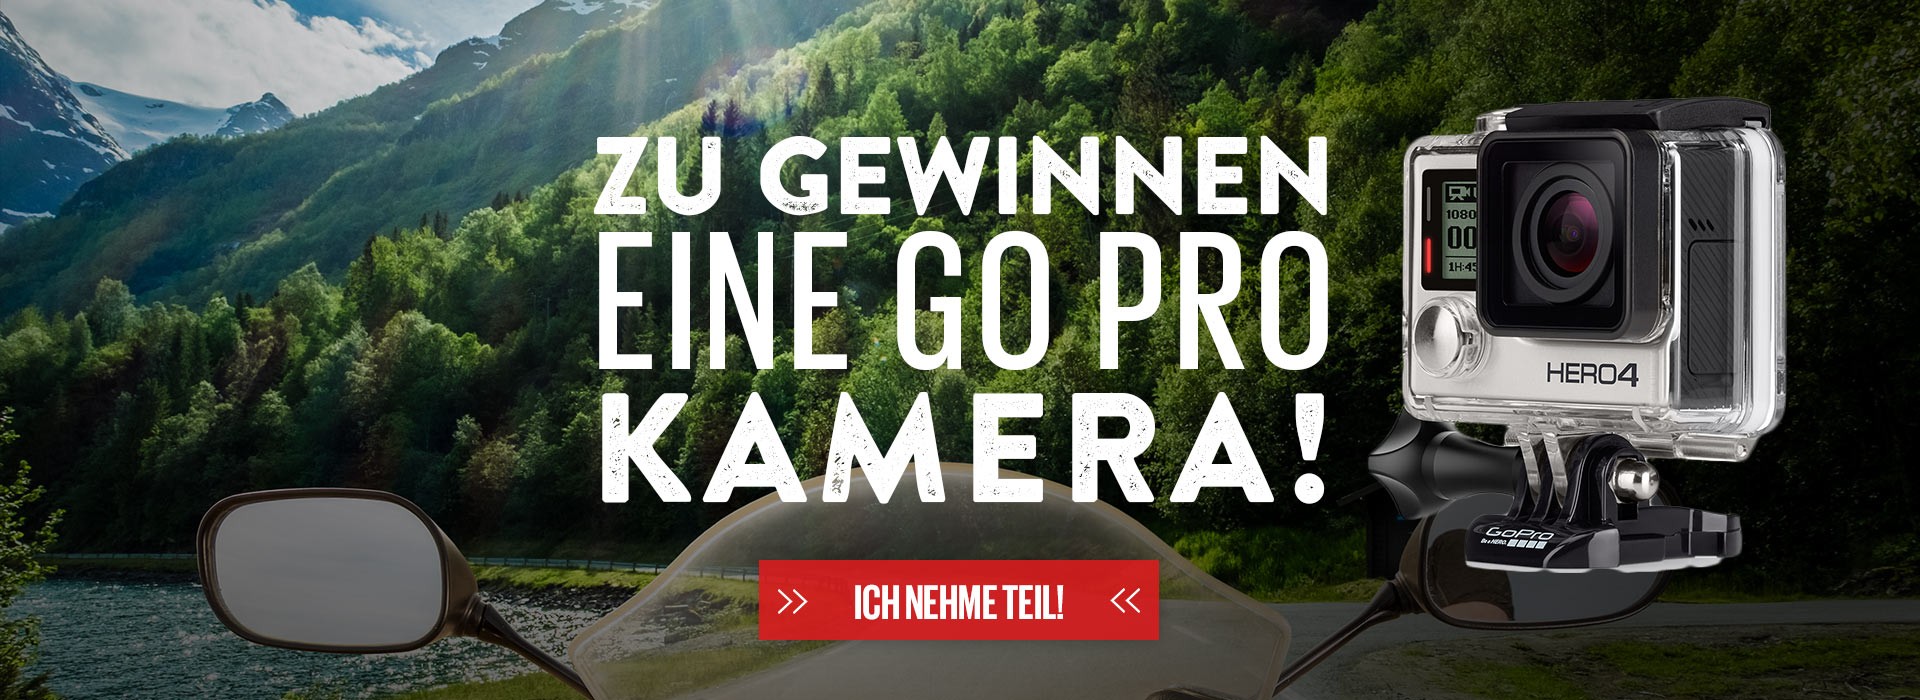 ZU GEWINNEN
EINE GO PRO
KAMERA!
>> ICH NEHME TEIL! <<
1080
00
1H:45
HERO4
GoPro
Be a HERO.